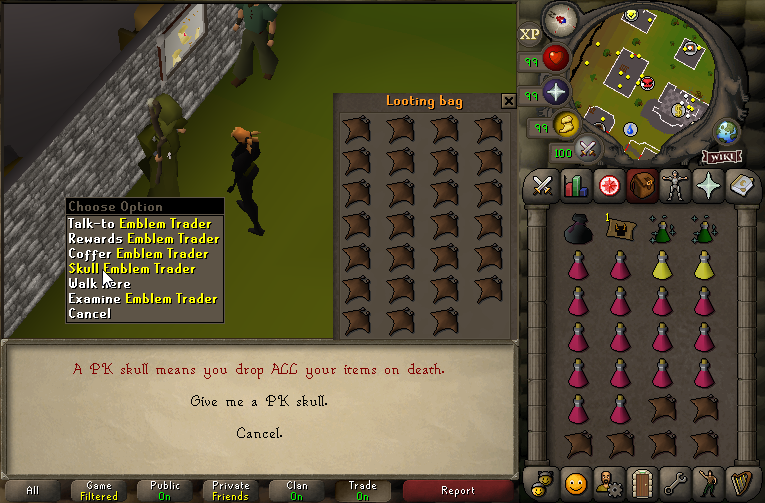 XP
99
99
99
100
WIKI
Looting bag
Choose Option
Talk-to Emblem Trader
Rewards Emblem Trader
Coffer Emblem Trader
Skull Emblem Trader
Walk here
Examine Emblem Trader
Cancel
1
A PK skull means you drop ALL your items on death.
Give me a PK skull.
Cancel.
All
Game
Filtered
Public
On
Private
Friends
Clan
On
Trade
On
Report